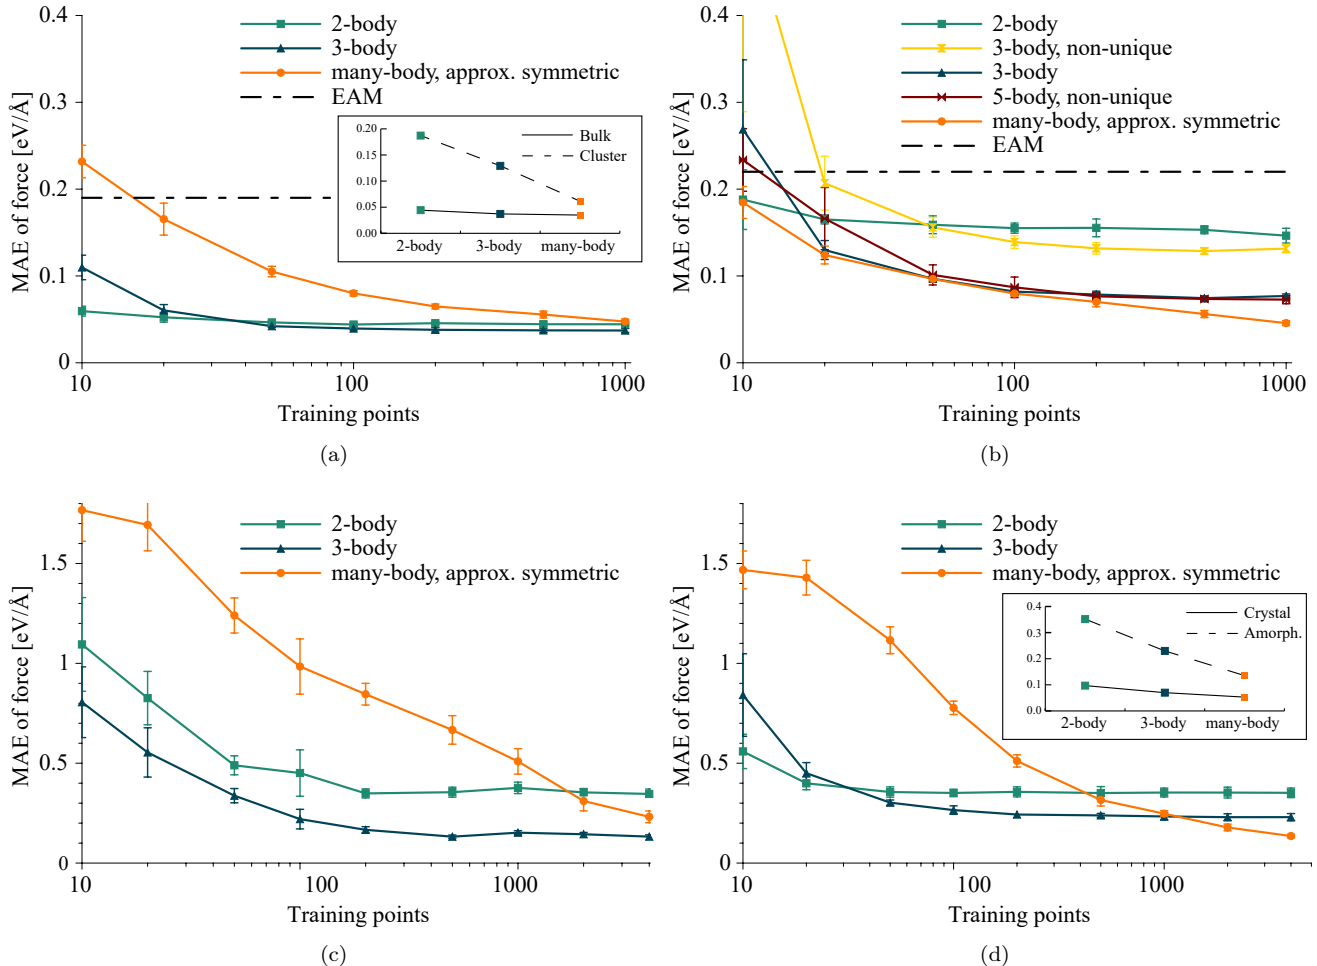 0.4
0.3
0.2
0.1
0
MAE of force [eV/Å]
10
100
1000
Training points
2-body
3-body
many-body, approx. symmetric
EAM
0.20
0.15
0.10
0.05
0.00
Bulk
Cluster
2-body
3-body
many-body
(a)
0.4
0.3
0.2
0.1
0
MAE of force [eV/Å]
10
100
1000
Training points
2-body
3-body, non-unique
3-body
5-body, non-unique
many-body, approx. symmetric
EAM
(b)
1.5
1
0.5
0
MAE of force [eV/Å]
10
100
1000
Training points
2-body
3-body
many-body, approx. symmetric
(c)
1.5
1
0.5
0
MAE of force [eV/Å]
10
100
1000
Training points
2-body
3-body
many-body, approx. symmetric
0.4
0.3
0.2
0.1
0.0
Crystal
Amorph.
2-body
3-body
many-body
(d)